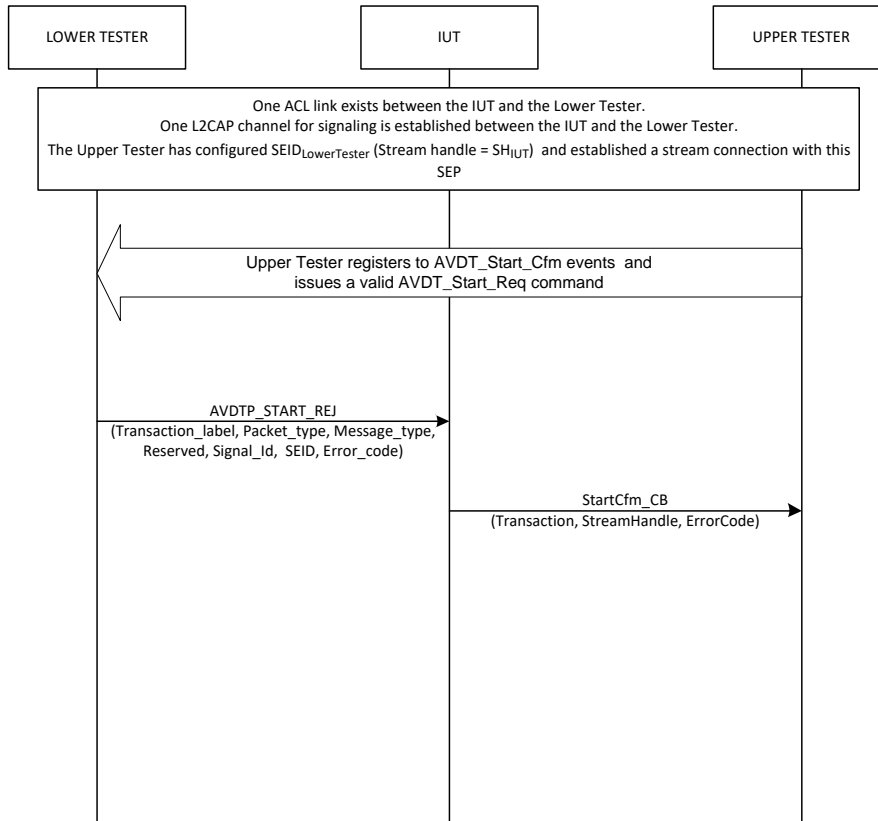 LOWER TESTER
IUT
UPPER TESTER
One ACL link exists between the IUT and the Lower Tester.
One L2CAP channel for signaling is established between the IUT and the Lower Tester.
The Upper Tester has configured SEIDLowerTester (Stream handle = SHIUT) and established a stream connection with this
SEP
Upper Tester registers to AVDT_Start_Cfm events and
issues a valid AVDT_Start_Req command
AVDTP_START_REJ
(Transaction_label, Packet_type, Message_type,
Reserved, Signal_Id, SEID, Error_code)
StartCfm_CB
(Transaction, StreamHandle, ErrorCode)